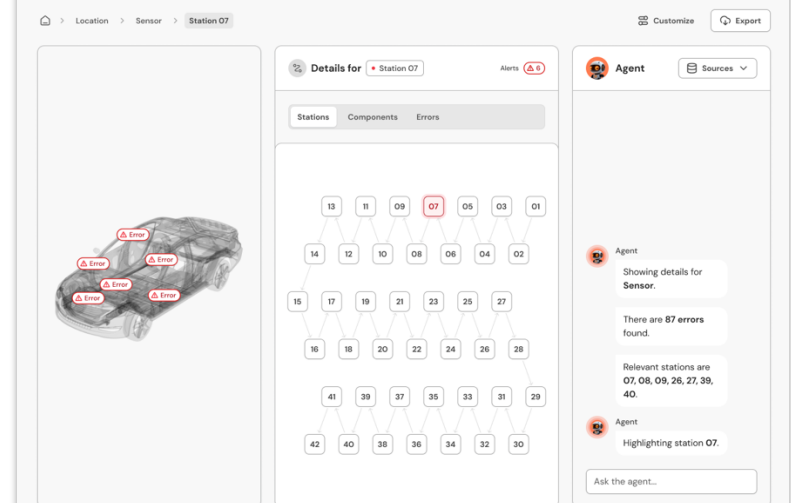 Location > Sensor > Station 07
Customize
Export
Details for Station 07
Alerts 6
Agent
Sources
Stations Components Errors
13 11 09 07 05 03 01
14 12 10 08 06 04 02
15 17 19 21 23 25 27
16 18 20 22 24 26 28
41 39 37 35 33 31 29
42 40 38 36 34 32 30
Error
Error
Error
Error
Error
Error
Agent
Showing details for
Sensor.
There are 87 errors
found.
Relevant stations are
07, 08, 09, 26, 27, 39,
40.
Agent
Highlighting station 07.
Ask the agent...